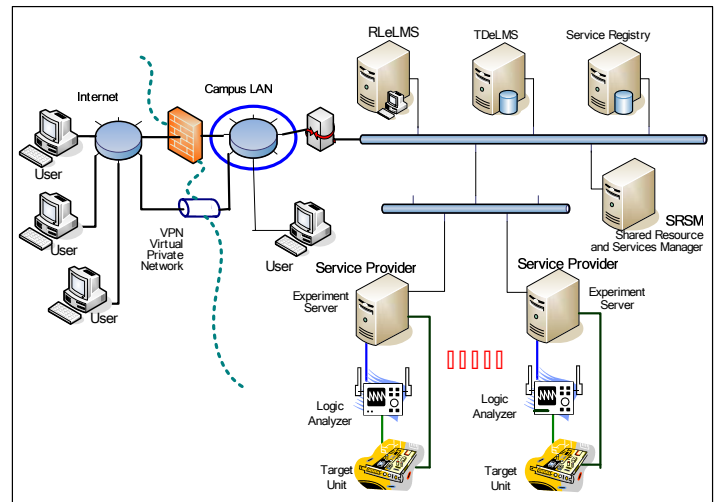 RLeLMS
TDeLMS
Service Registry
Internet
Campus LAN
User
User
User
VPN
Virtual
Private
Network
User
SRSM
Shared Resource
and Services Manager
Service Provider
Experiment
Server
Service Provider
Experiment
Server
Logic
Analyzer
Logic
Analyzer
Target
Unit
Target
Unit